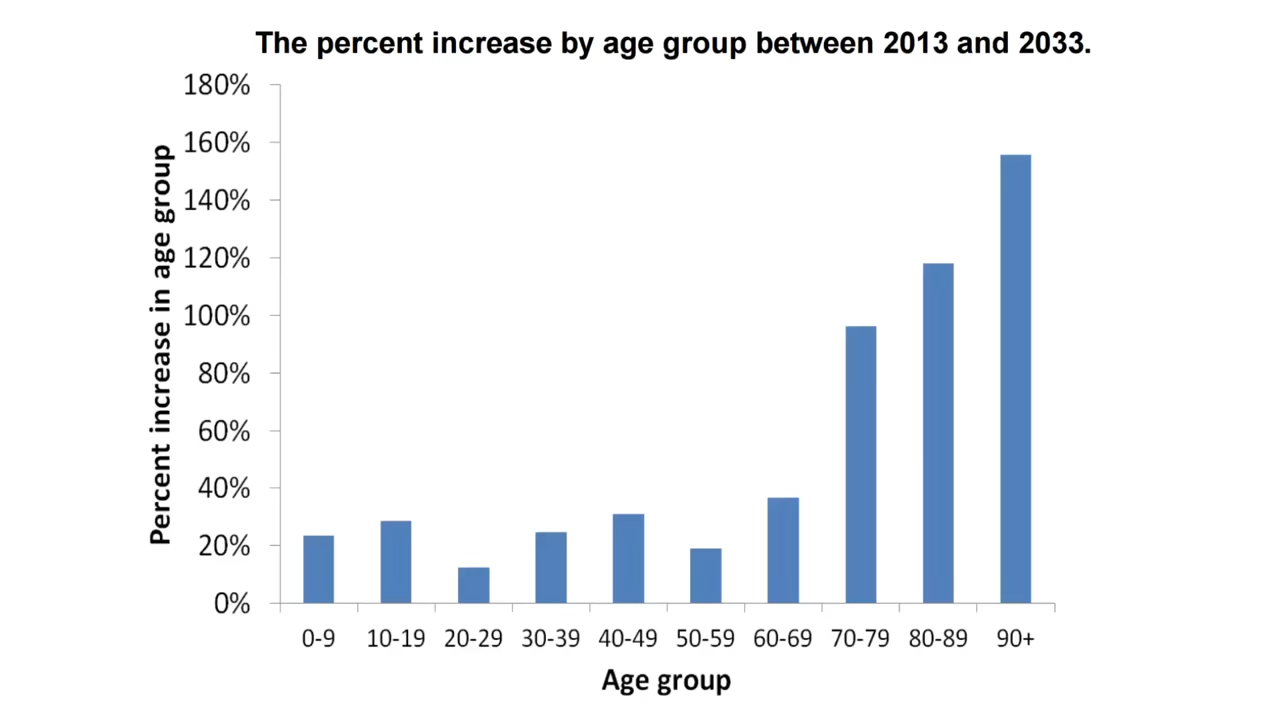 The percent increase by age group between 2013 and 2033.
180%
160%
140%
120%
100%
80%
60%
40%
20%
0%
Percent increase in age group
0-9 10-19 20-29 30-39 40-49 50-59 60-69 70-79 80-89 90+
Age group